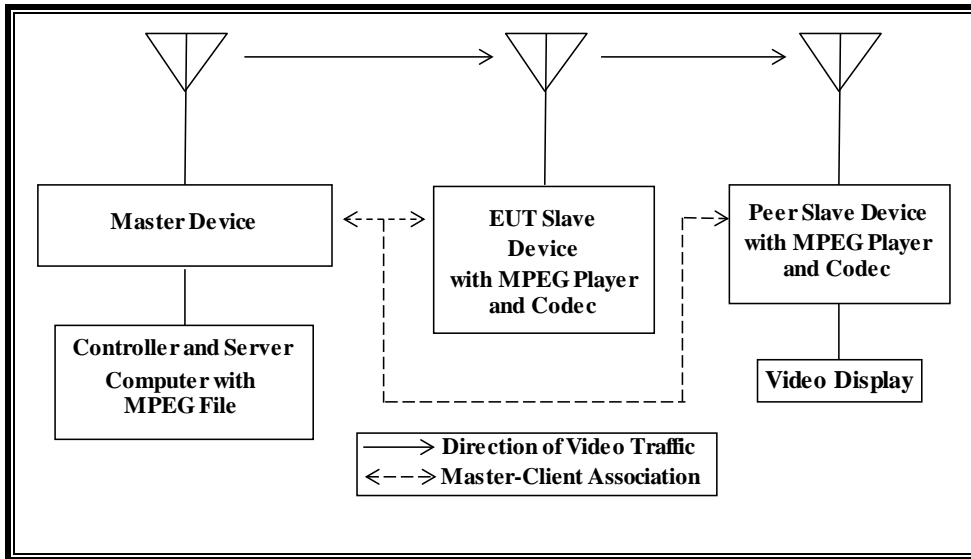 Master Device
EUT Slave
Device
with MPEG Player
and Codec
Peer Slave Device
with MPEG Player
and Codec
Controller and Server
Computer with
MPEG File
Video Display
Direction of Video Traffic
Master-Client Association